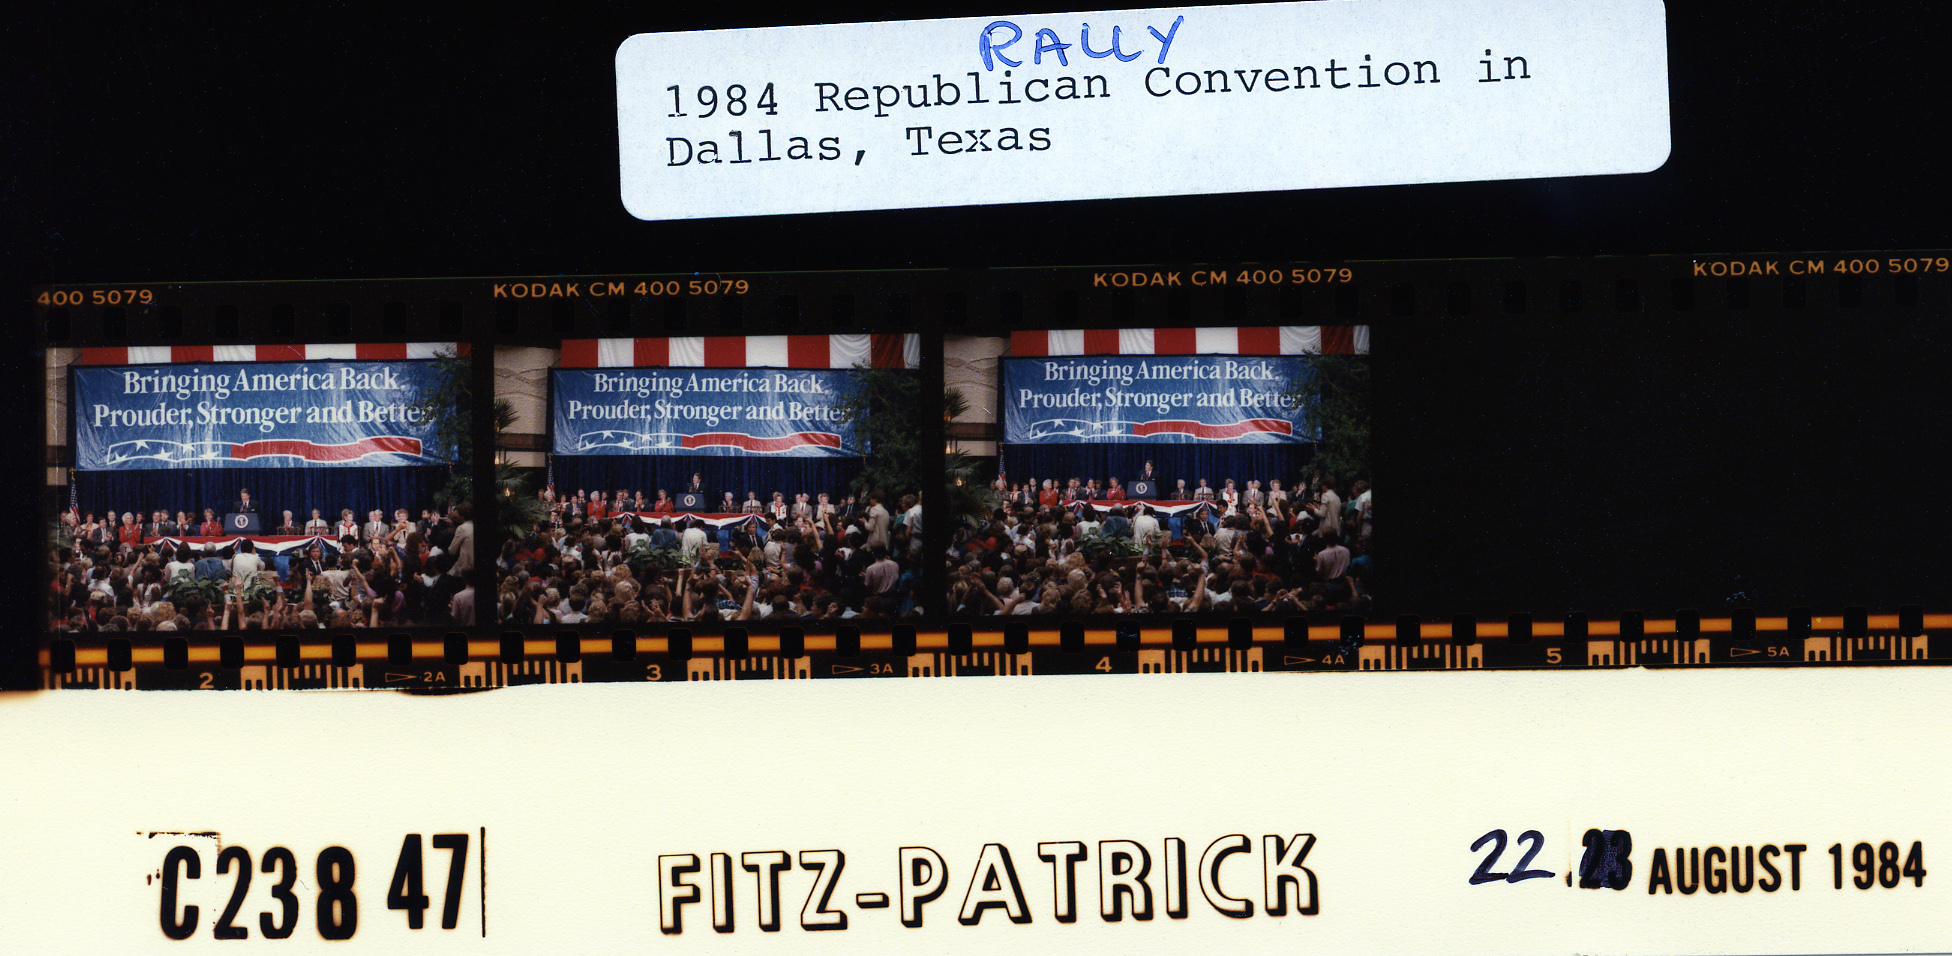 RALLY
1984 Republican Convention in
Dallas, Texas
400 5079
KODAK CM 400 5079
KODAK CM 400 5079
KODAK CM 400 5079
Bringing America Back.
Prouder, Stronger and Better
Bringing America Back.
Prouder, Stronger and Better
Bringing America Back.
Prouder, Stronger and Better
2
2A
3
3A
4
4A
5
5A
C23847
FITZ-PATRICK
22 23 AUGUST 1984